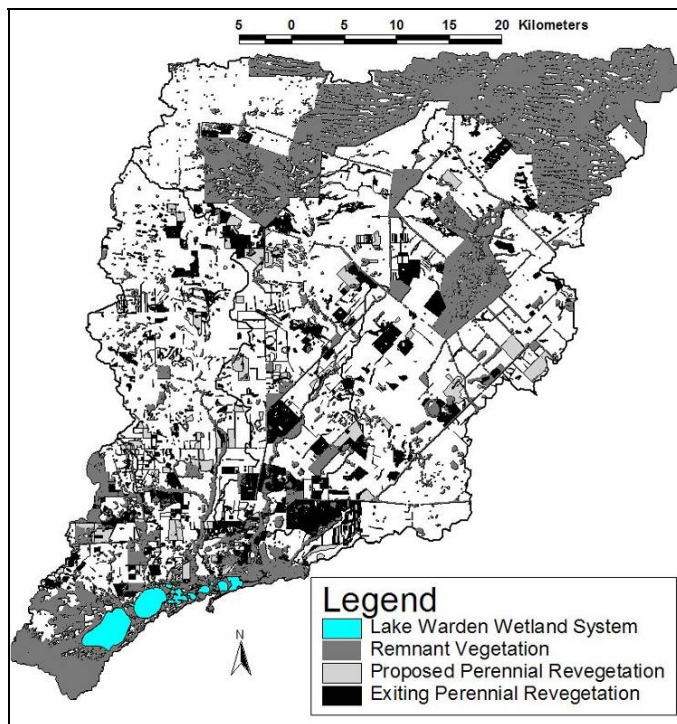 5 0 5 10 15 20 Kilometers
N
Legend
Lake Warden Wetland System
Remnant Vegetation
Proposed Perennial Revegetation
Exiting Perennial Revegetation